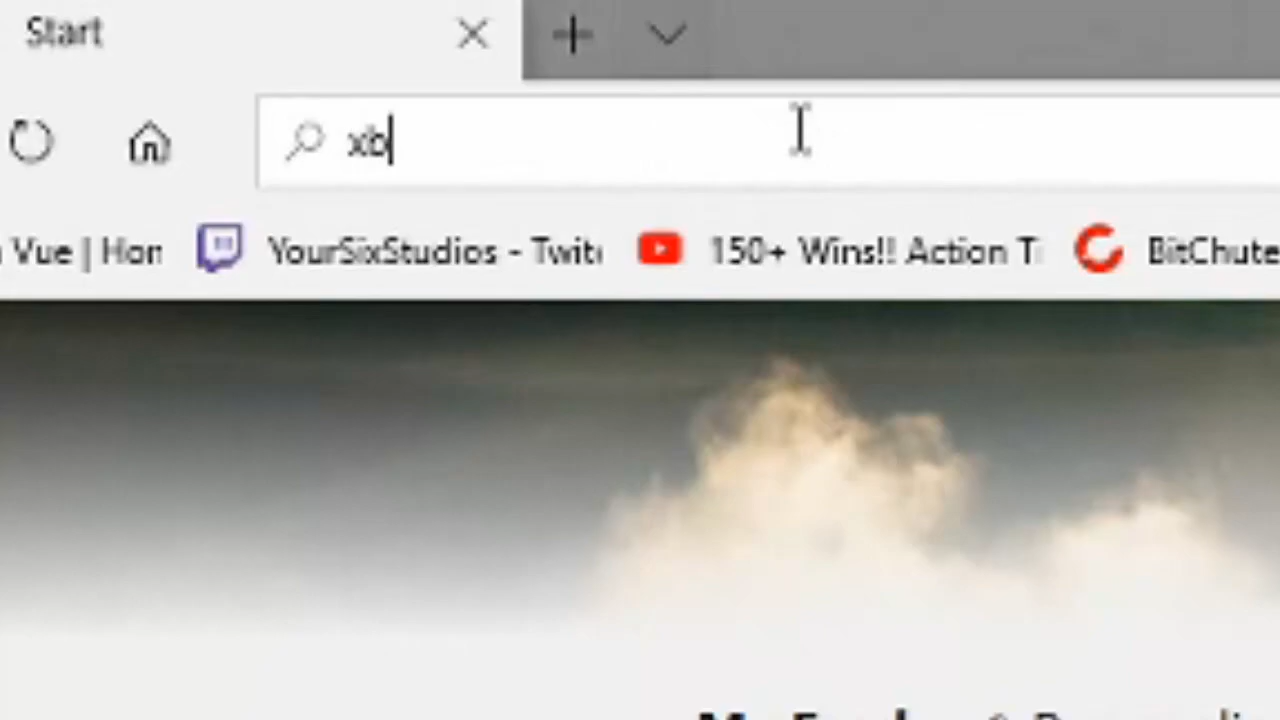 Start
xb
Vue | Hon
YourSixStudios - Twit
150+ Wins!! Action T
BitChute